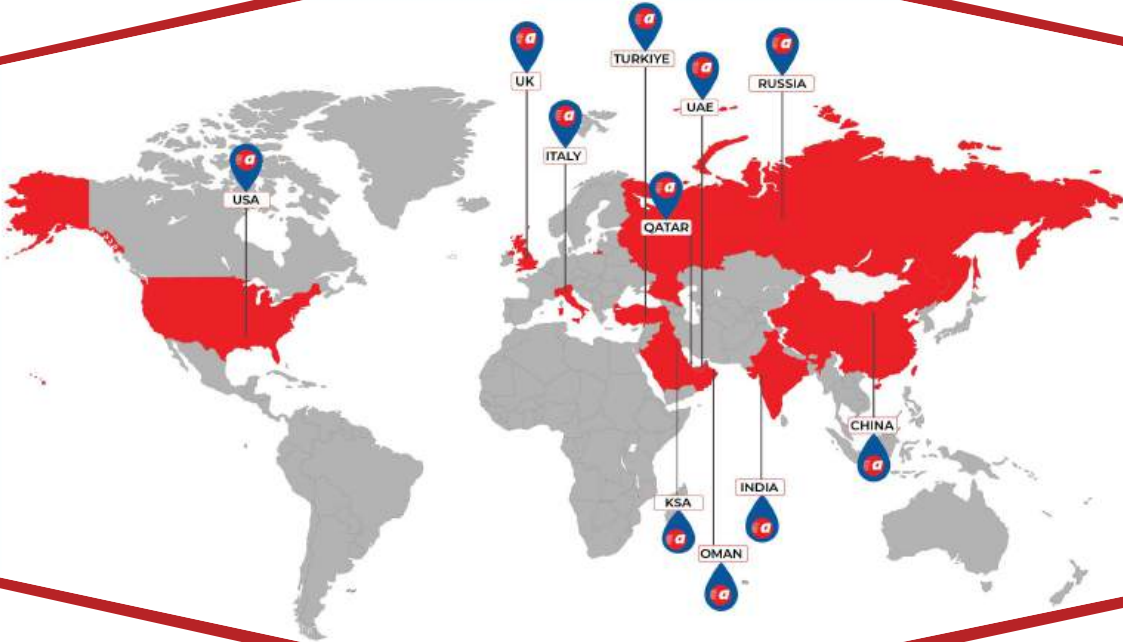 TURKIYE
UK
RUSSIA
UAE
ITALY
USA
QATAR
CHINA
INDIA
KSA
OMAN